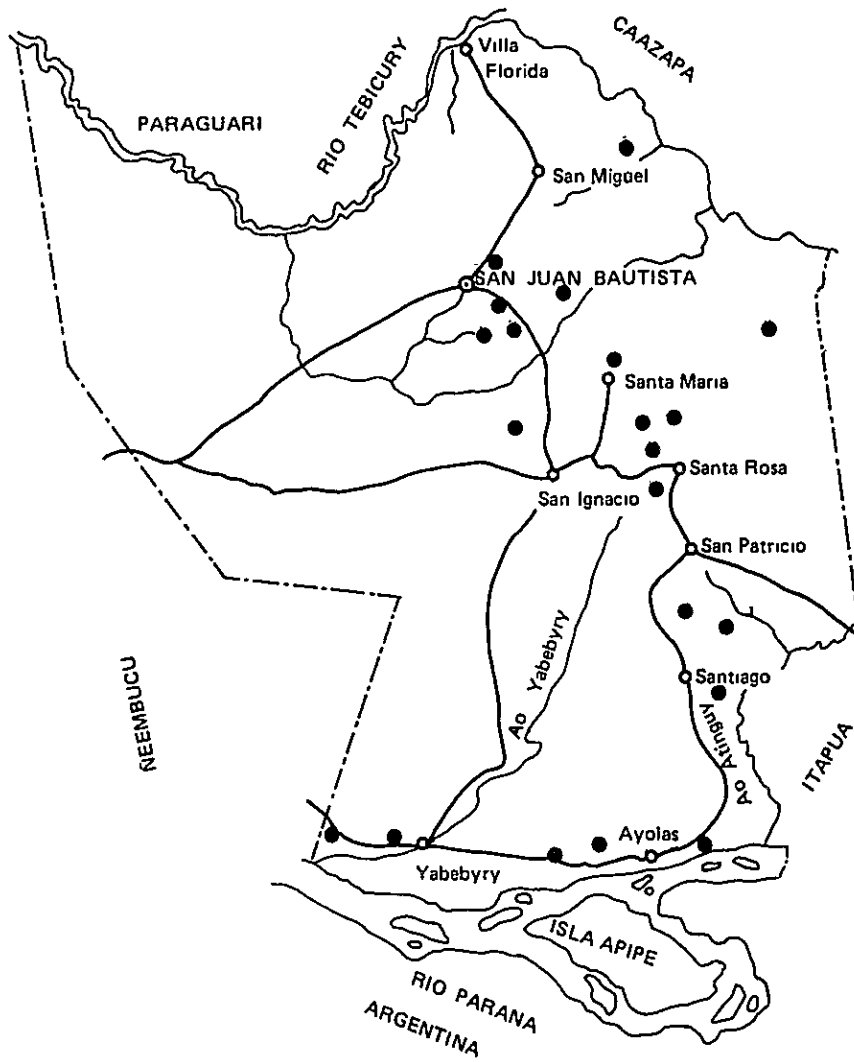 CAAZAPA
Villa
Florida
RIO TEBICURY
PARAGUARI
San Miguel
SAN JUAN BAUTISTA
Santa Maria
Santa Rosa
San Ignacio
San Patricio
Ao Yabebyry
Santiago
Ao Atinguy
ÑEEMBUCU
ITAPUA
Ayolas
Yabebyry
ISLA APIPE
RIO PARANA
ARGENTINA